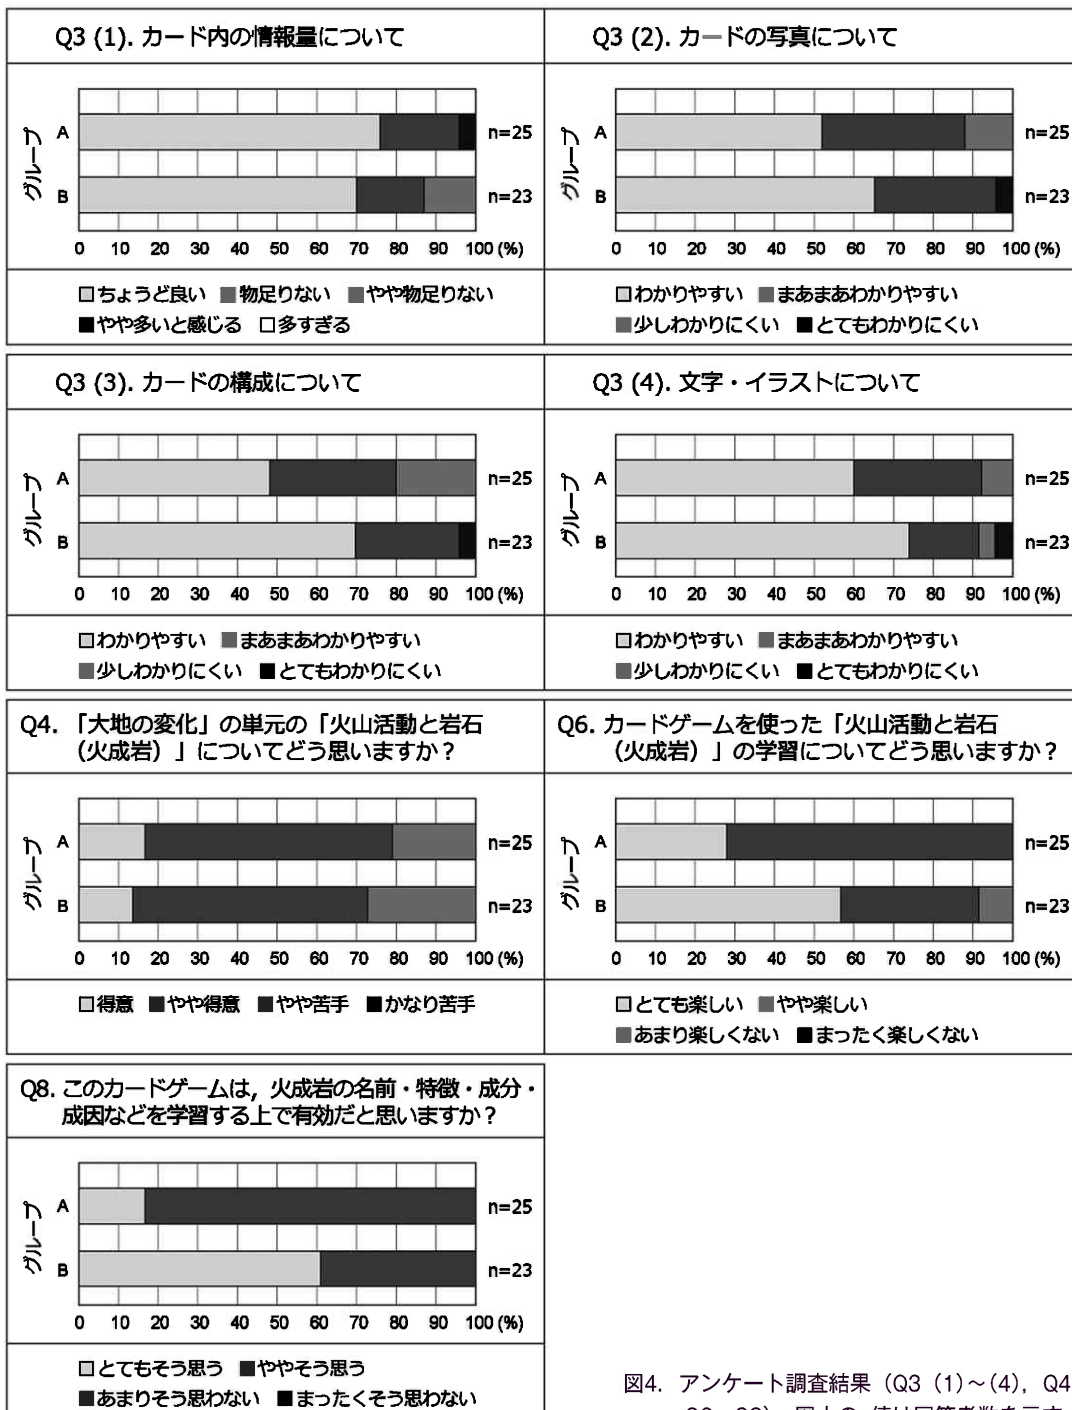 Q3 (1). カード内の情報量について
グループ
A n=25
B n=23
0 10 20 30 40 50 60 70 80 90 100 (%)
□ちょうど良い ■物足りない ■やや物足りない
■やや多いと感じる □多すぎる
Q3 (2). カードの写真について
グループ
A n=25
B n=23
0 10 20 30 40 50 60 70 80 90 100 (%)
□わかりやすい ■まあまあわかりやすい
■少しわかりにくい ■とてもわかりにくい
Q3 (3). カードの構成について
グループ
A n=25
B n=23
0 10 20 30 40 50 60 70 80 90 100 (%)
□わかりやすい ■まあまあわかりやすい
■少しわかりにくい ■とてもわかりにくい
Q3 (4). 文字・イラストについて
グループ
A n=25
B n=23
0 10 20 30 40 50 60 70 80 90 100 (%)
□わかりやすい ■まあまあわかりやすい
■少しわかりにくい ■とてもわかりにくい
Q4. 「大地の変化」の単元の「火山活動と岩石
（火成岩）」についてどう思いますか？
グループ
A n=25
B n=23
0 10 20 30 40 50 60 70 80 90 100 (%)
□得意 ■やや得意 ■やや苦手 ■かなり苦手
Q6. カードゲームを使った「火山活動と岩石
（火成岩）」の学習についてどう思いますか？
グループ
A n=25
B n=23
0 10 20 30 40 50 60 70 80 90 100 (%)
□とても楽しい ■やや楽しい
■あまり楽しくない ■まったく楽しくない
Q8. このカードゲームは，火成岩の名前・特徴・成分・
成因などを学習する上で有効だと思いますか？
グループ
A n=25
B n=23
0 10 20 30 40 50 60 70 80 90 100 (%)
□とてもそう思う ■ややそう思う
■あまりそう思わない ■まったくそう思わない
図4. アンケート調査結果（Q3（1）～（4），Q4